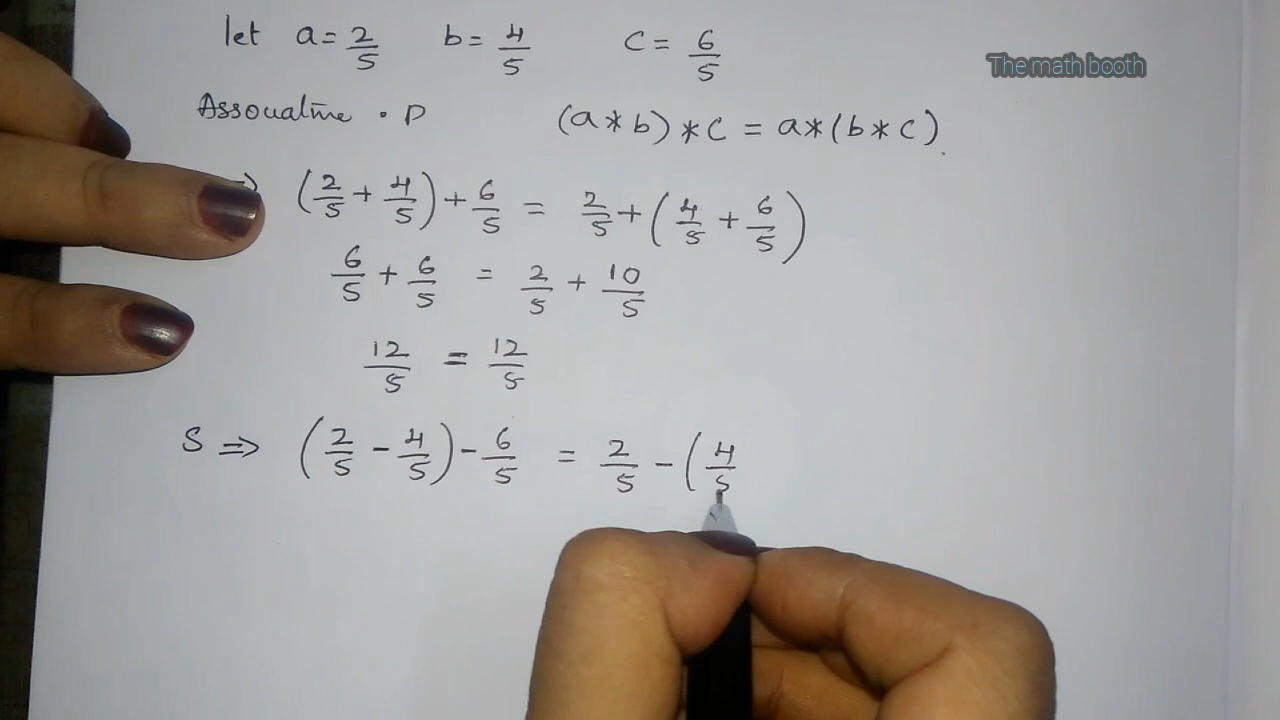 let a = 2/5 b = 4/5 c = 6/5
The math booth
Associative . P (a * b) * c = a * (b * c).
⇒ (2/5 + 4/5) + 6/5 = 2/5 + (4/5 + 6/5)
6/5 + 6/5 = 2/5 + 10/5
12/5 = 12/5
S ⇒ (2/5 - 4/5) - 6/5 = 2/5 - (4/5